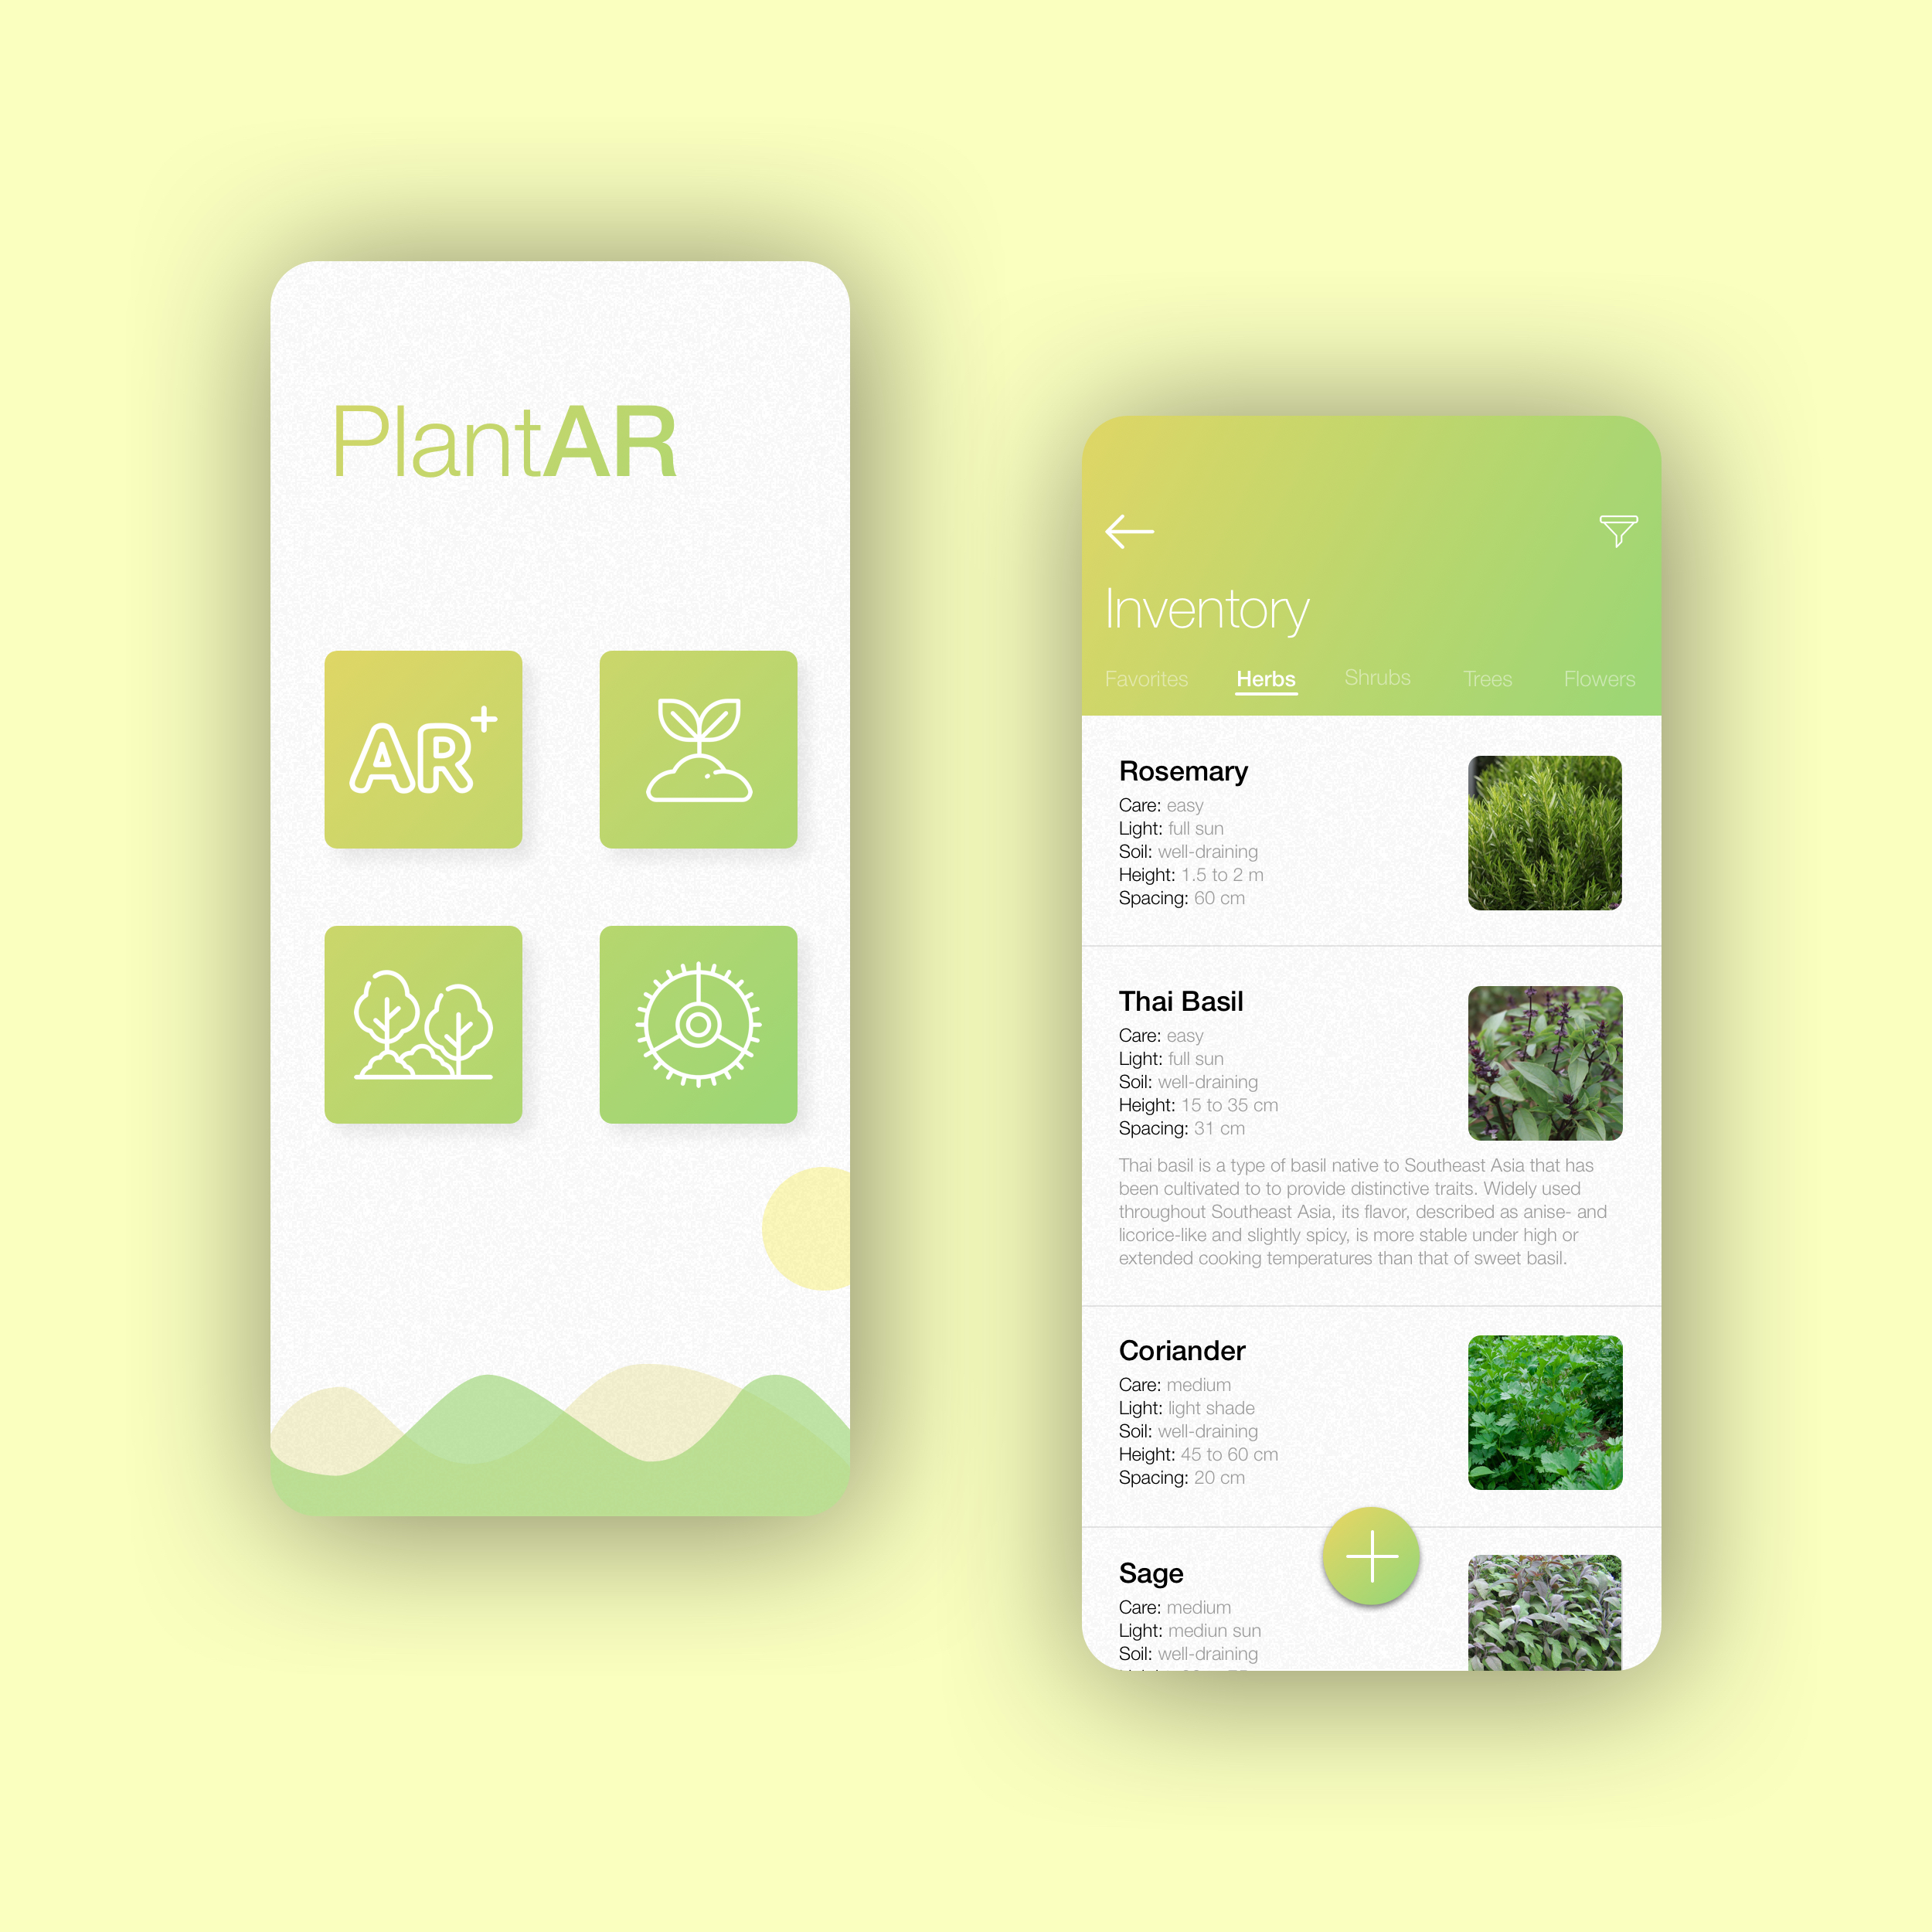 PlantAR
AR+
Inventory
Favorites Herbs Shrubs Trees Flowers
Rosemary
Care: easy
Light: full sun
Soil: well-draining
Height: 1.5 to 2 m
Spacing: 60 cm
Thai Basil
Care: easy
Light: full sun
Soil: well-draining
Height: 15 to 35 cm
Spacing: 31 cm
Thai basil is a type of basil native to Southeast Asia that has
been cultivated to to provide distinctive traits. Widely used
throughout Southeast Asia, its flavor, described as anise- and
licorice-like and slightly spicy, is more stable under high or
extended cooking temperatures than that of sweet basil.
Coriander
Care: medium
Light: light shade
Soil: well-draining
Height: 45 to 60 cm
Spacing: 20 cm
Sage
Care: medium
Light: mediun sun
Soil: well-draining